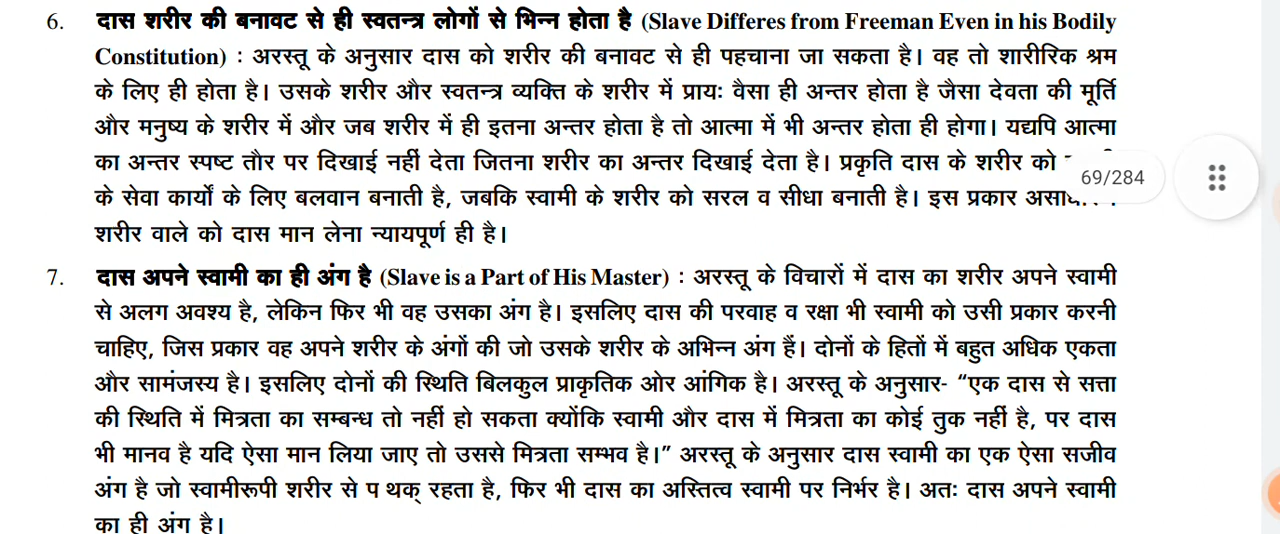 6. दास शरीर की बनावट से ही स्वतन्त्र लोगों से भिन्न होता है (Slave Differes from Freeman Even in his Bodily
Constitution) : अरस्तू के अनुसार दास को शरीर की बनावट से ही पहचाना जा सकता है। वह तो शारीरिक श्रम
के लिए ही होता है। उसके शरीर और स्वतन्त्र व्यक्ति के शरीर में प्रायः वैसा ही अन्तर होता है जैसा देवता की मूर्ति
और मनुष्य के शरीर में और जब शरीर में ही इतना अन्तर होता है तो आत्मा में भी अन्तर होता ही होगा। यद्यपि आत्मा
का अन्तर स्पष्ट तौर पर दिखाई नहीं देता जितना शरीर का अन्तर दिखाई देता है। प्रकृति दास के शरीर को
69/284
के सेवा कार्यों के लिए बलवान बनाती है, जबकि स्वामी के शरीर को सरल व सीधा बनाती है। इस प्रकार
शरीर वाले को दास मान लेना न्यायपूर्ण ही है।
7. दास अपने स्वामी का ही अंग है (Slave is a Part of His Master) : अरस्तू के विचारों में दास का शरीर अपने स्वामी
से अलग अवश्य है, लेकिन फिर भी वह उसका अंग है। इसलिए दास की परवाह व रक्षा भी स्वामी को उसी प्रकार करनी
चाहिए, जिस प्रकार वह अपने शरीर के अंगों की जो उसके शरीर के अभिन्न अंग हैं। दोनों के हितों में बहुत अधिक एकता
और सामंजस्य है। इसलिए दोनों की स्थिति बिलकुल प्राकृतिक ओर आंगिक है। अरस्तू के अनुसार- “एक दास से सत्ता
की स्थिति में मित्रता का सम्बन्ध तो नहीं हो सकता क्योंकि स्वामी और दास में मित्रता का कोई तुक नहीं है, पर दास
भी मानव है यदि ऐसा मान लिया जाए तो उससे मित्रता सम्भव है।” अरस्तू के अनुसार दास स्वामी का एक ऐसा सजीव
अंग है जो स्वामीरूपी शरीर से प थक् रहता है, फिर भी दास का अस्तित्व स्वामी पर निर्भर है। अतः दास अपने स्वामी
का ही अंग है।